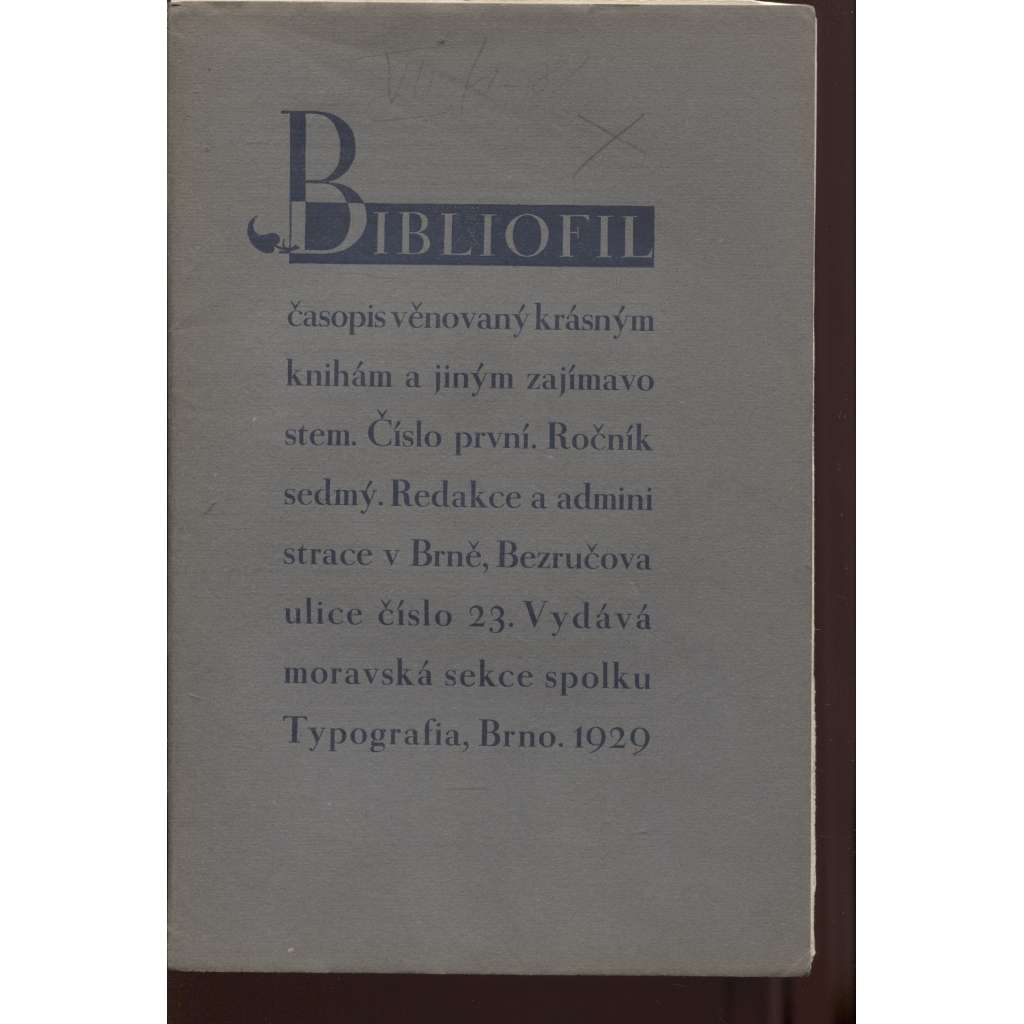 BIBLIOFIL
časopis věnovaný krásným
knihám a jiným zajímavo
stem. Číslo první. Ročník
sedmý. Redakce a admini
strace v Brně, Bezručova
ulice číslo 23. Vydává
moravská sekce spolku
Typografia, Brno. 1929